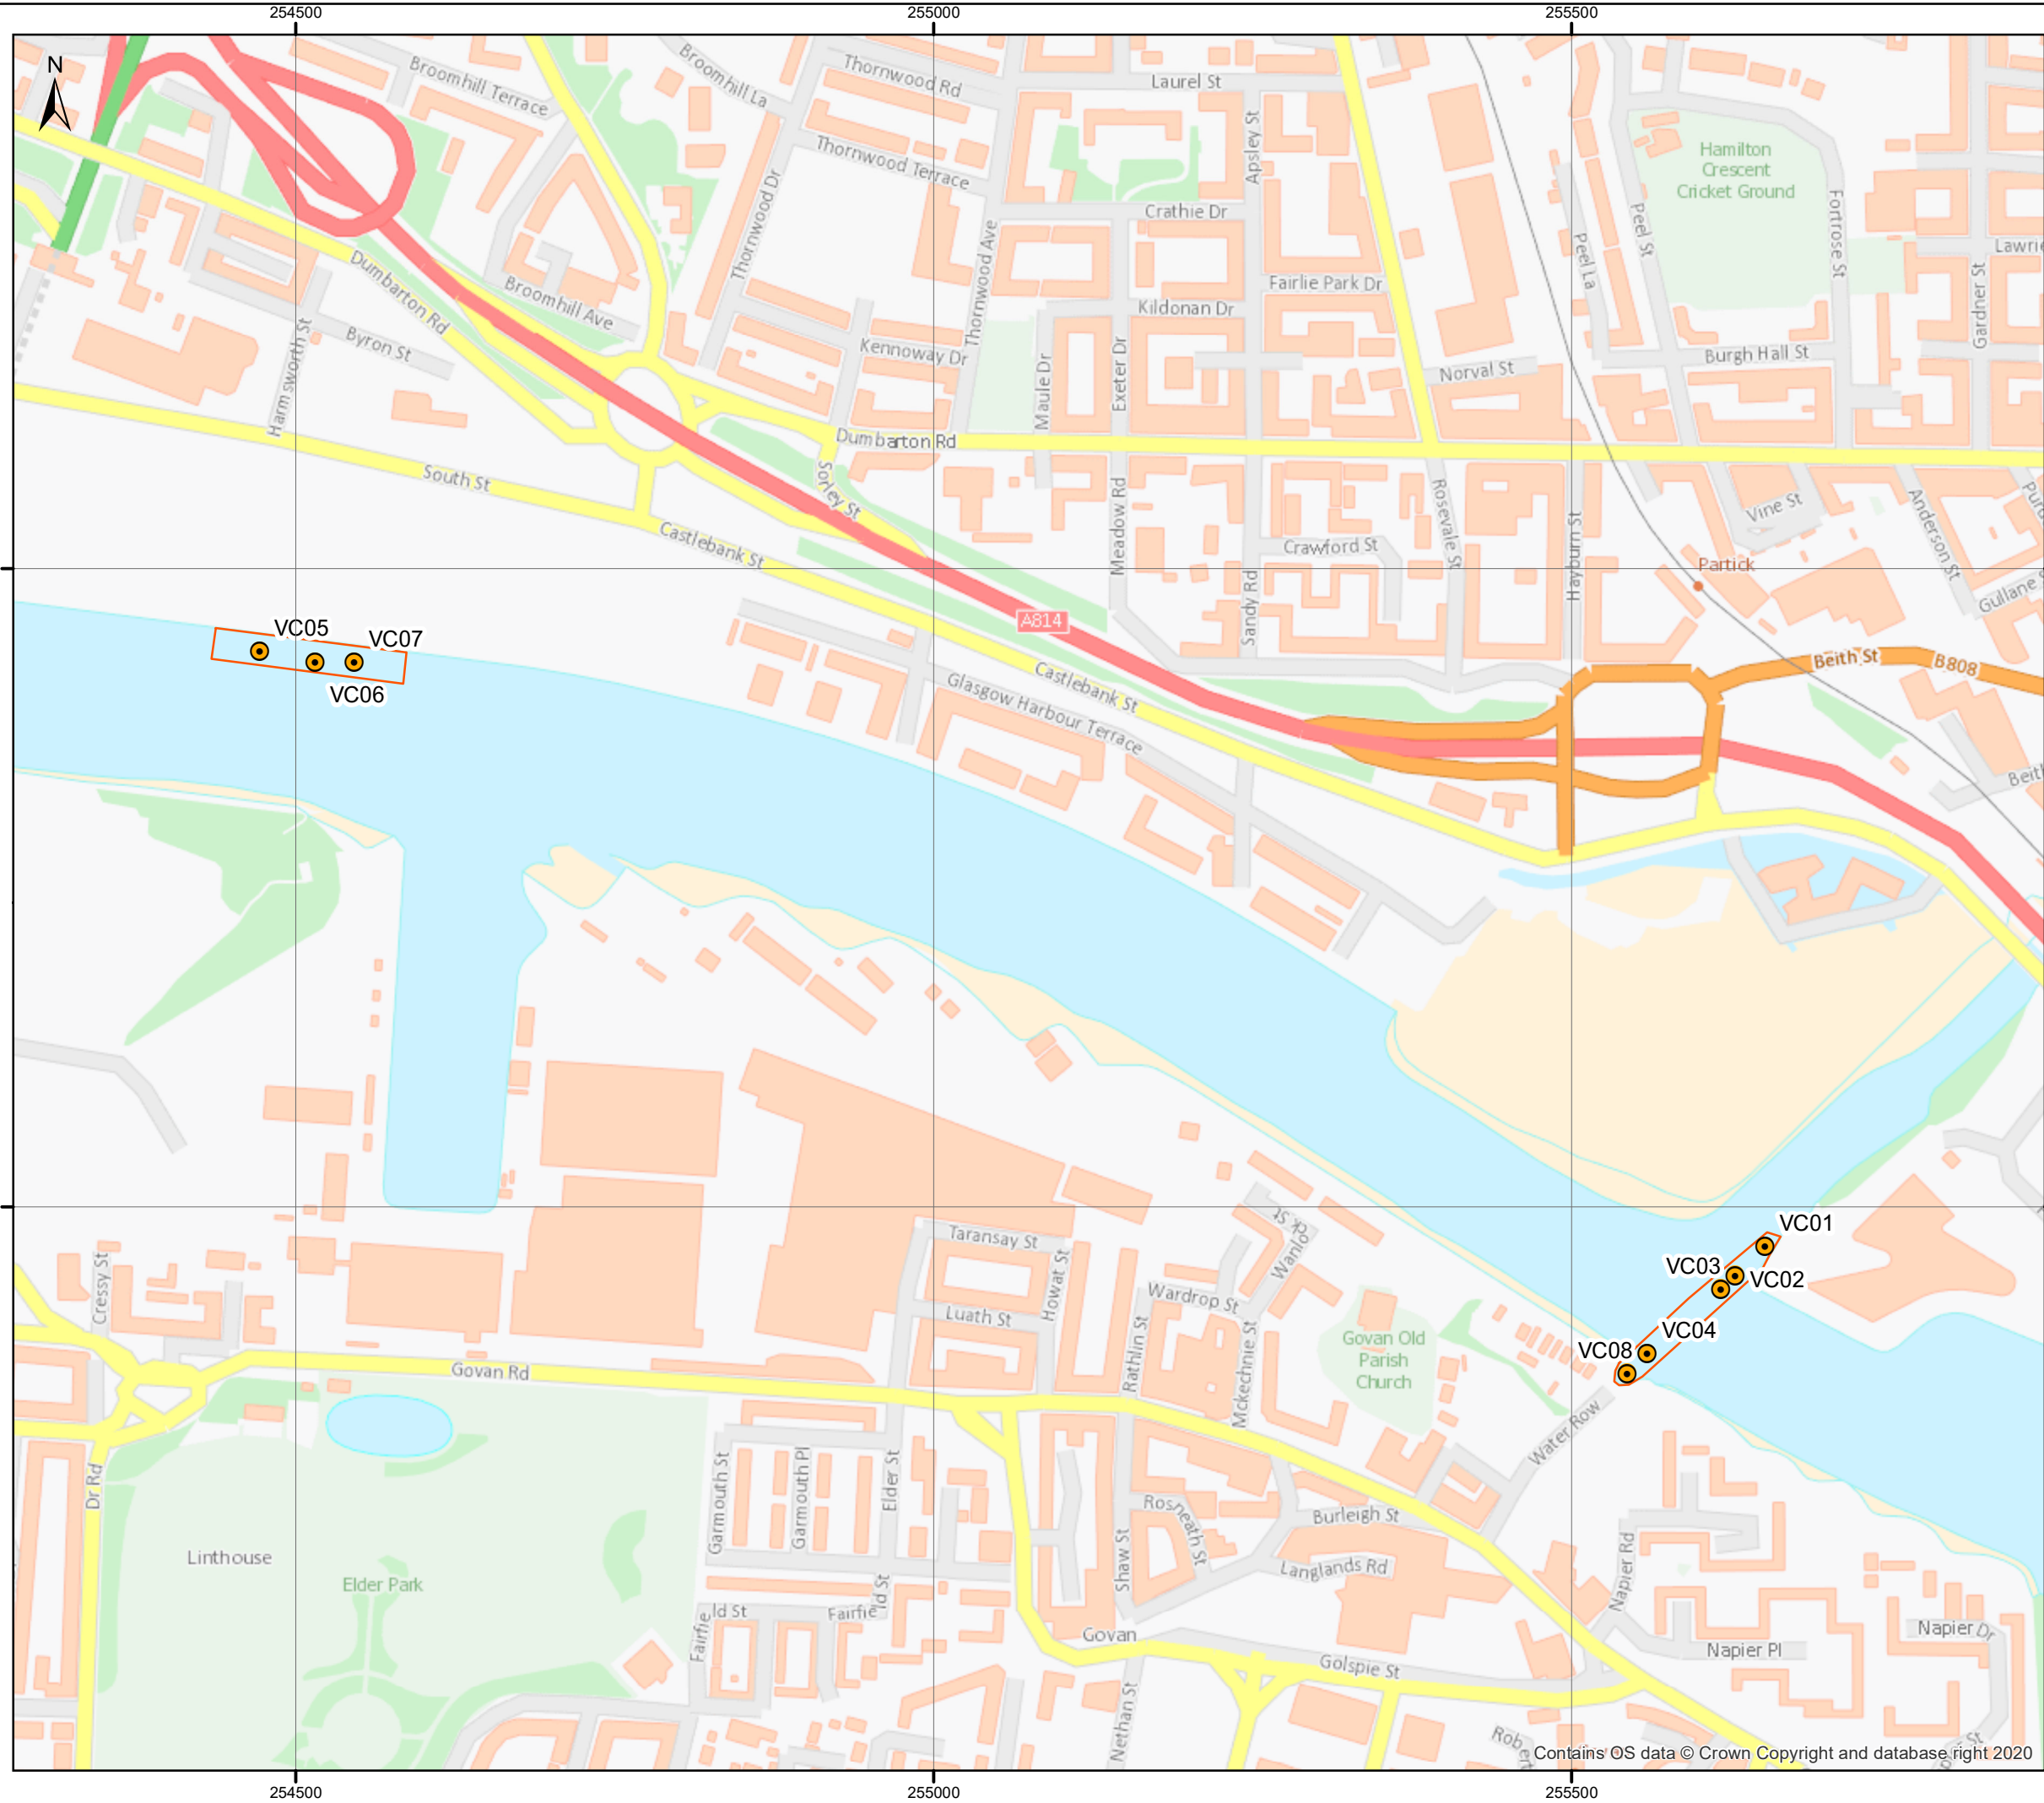 254500
255000
255500
N
Broomhill Terrace
Broomhill La
Thornwood Rd
Laurel St
Thornwood Terrace
Thornwood Dr
Apsley St
Crathie Dr
Hamilton
Crescent
Cricket Ground
Peel St
Peel La
Fortrose St
Gardner St
Thornwood Ave
Fairlie Park Dr
Kildonan Dr
Dumbarton Rd
Broomhill Ave
Byron St
Harmsworth St
Kennoway Dr
Maule Dr
Exeter Dr
Norval St
Burgh Hall St
Dumbarton Rd
South St
Sorley St
Castlebank St
Meadow Rd
Crawford St
Rosevale St
Hayburn St
Vine St
Anderson St
Sandy Rd
Partick
Gullane
A814
VC05
VC07
VC06
Castlebank St
Glasgow Harbour Terrace
Beith St
B808
Taransay St
Howat St
Luath St
Cressy St
Wardrop St
Rathlin St
Mckechnie St
Govan Old
Parish
Church
VC01
VC03
VC02
VC04
VC08
Govan Rd
Water Row
Dr Rd
Garmouth St
Garmouth Pl
Elder St
Shaw St
Rosneath St
Burleigh St
Langlands Rd
Napier Rd
Linthouse
Elder Park
Fairfie
ld St
Fairfie
ld St
Govan
Golspie St
Napier Pl
Napier Dr
Nethan St
Contains OS data © Crown Copyright and database right 2020
254500
255000
255500